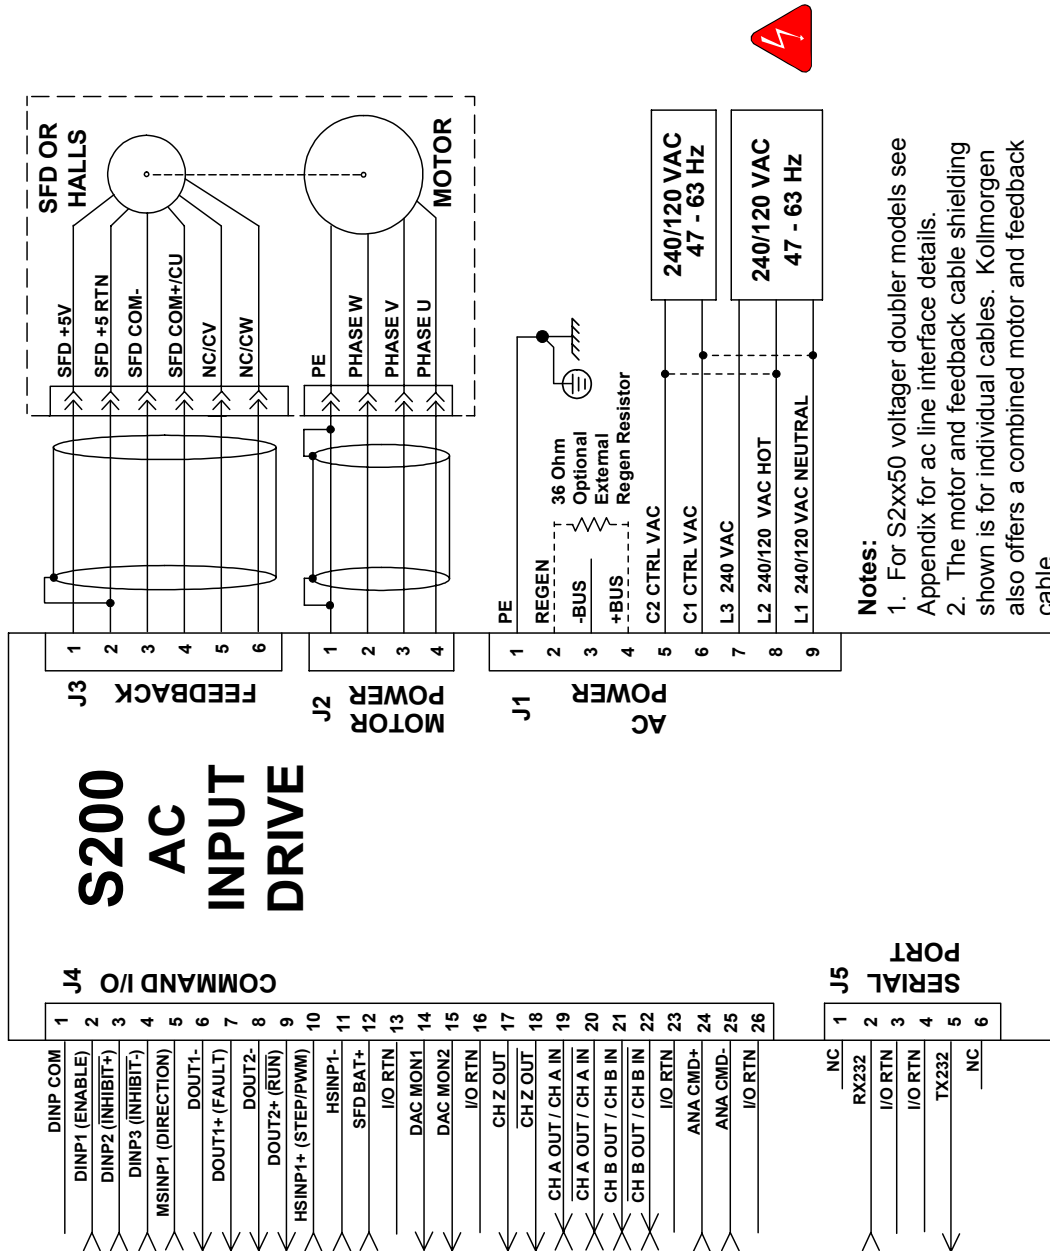 S200
AC
INPUT
DRIVE
J3
FEEDBACK
1
2
3
4
5
6
SFD +5V
SFD +5 RTN
SFD COM-
SFD COM+/CU
NC/CV
NC/CW
SFD OR
HALLS
J2
MOTOR
POWER
1
2
3
4
PE
PHASE W
PHASE V
PHASE U
MOTOR
J1
AC
POWER
1
2
3
4
5
6
7
8
9
PE
REGEN
-BUS
+BUS
C2 CTRL VAC
C1 CTRL VAC
L3 240 VAC
L2 240/120 VAC HOT
L1 240/120 VAC NEUTRAL
36 Ohm
Optional
External
Regen Resistor
240/120 VAC
47 - 63 Hz
240/120 VAC
47 - 63 Hz
J4
COMMAND I/O
1
2
3
4
5
6
7
8
9
10
11
12
13
14
15
16
17
18
19
20
21
22
23
24
25
26
DINP COM
DINP1 (ENABLE)
DINP2 (INHIBIT+)
DINP3 (INHIBIT-)
MSINP1 (DIRECTION)
DOUT1-
DOUT1+ (FAULT)
DOUT2-
DOUT2+ (RUN)
HSINP1+ (STEP/PWM)
HSINP1-
SFD BAT+
I/O RTN
DAC MON1
DAC MON2
I/O RTN
CH Z OUT
CH Z OUT
CH A OUT / CH A IN
CH A OUT / CH A IN
CH B OUT / CH B IN
CH B OUT / CH B IN
I/O RTN
ANA CMD+
ANA CMD-
I/O RTN
J5
SERIAL
PORT
1
2
3
4
5
6
NC
RX232
I/O RTN
I/O RTN
TX232
NC
Notes:
1. For S2xx50 voltager doubler models see
Appendix for ac line interface details.
2. The motor and feedback cable shielding
shown is for individual cables. Kollmorgen
also offers a combined motor and feedback
cable